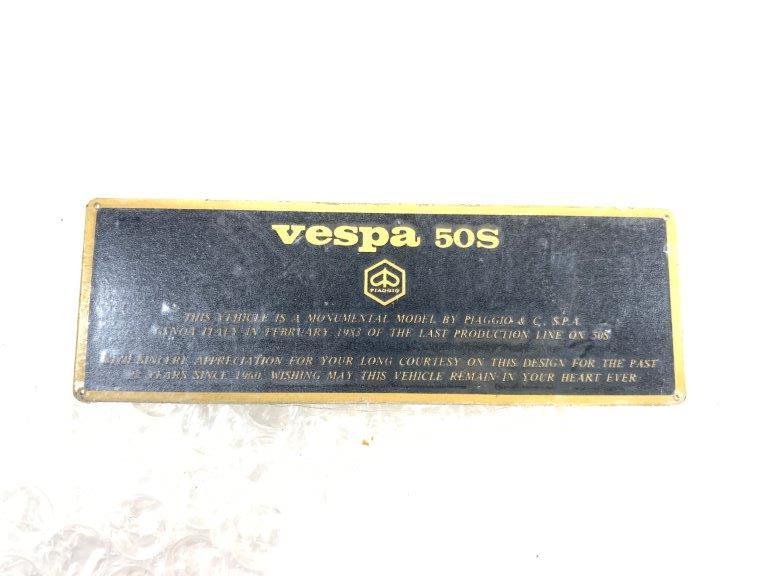 vespa 50S
PIAGGIO
THIS VEHICLE IS A MONUMENTAL MODEL BY PIAGGIO & C. S.P.A
GENOA ITALY IN FEBRUARY 1983 OF THE LAST PRODUCTION LINE ON 50S
WITH SINCERE APPRECIATION FOR YOUR LONG COURTESY ON THIS DESIGN FOR THE PAST
YEARS SINCE 1960. WISHING MAY THIS VEHICLE REMAIN IN YOUR HEART EVER